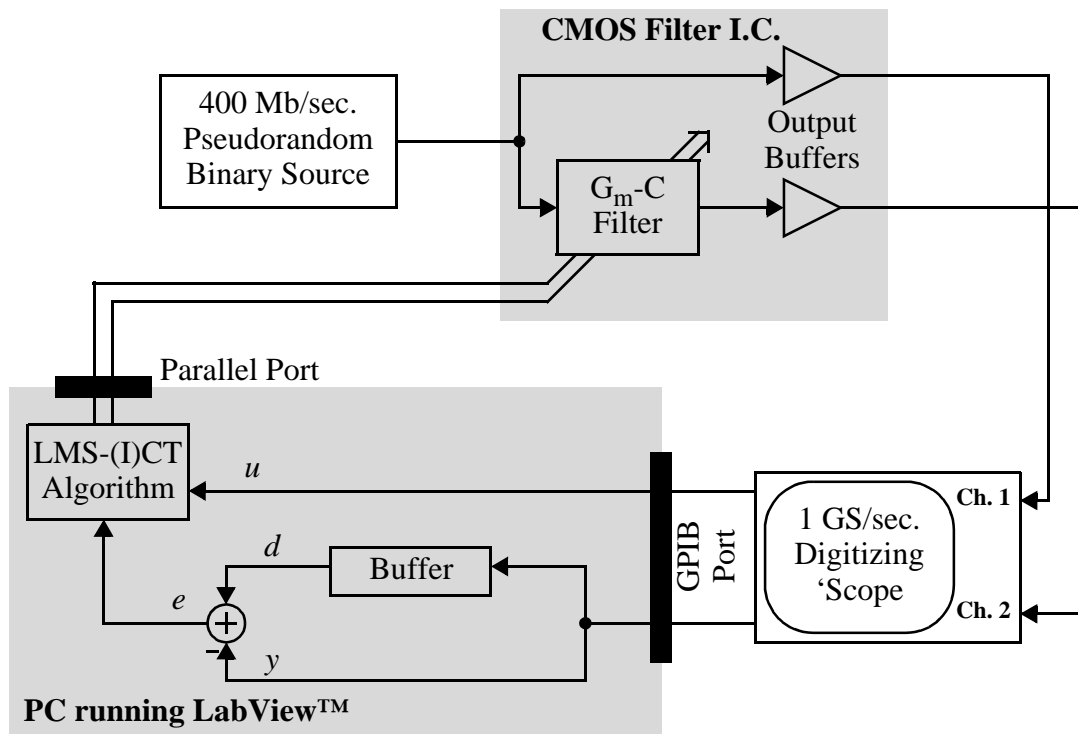 CMOS Filter I.C.
400 Mb/sec.
Pseudorandom
Binary Source
Output
Buffers
Gm-C
Filter
Parallel Port
LMS-(I)CT
Algorithm
u
d
Buffer
e
+
-
y
GPIB
Port
1 GS/sec.
Digitizing
‘Scope
Ch. 1
Ch. 2
PC running LabView™